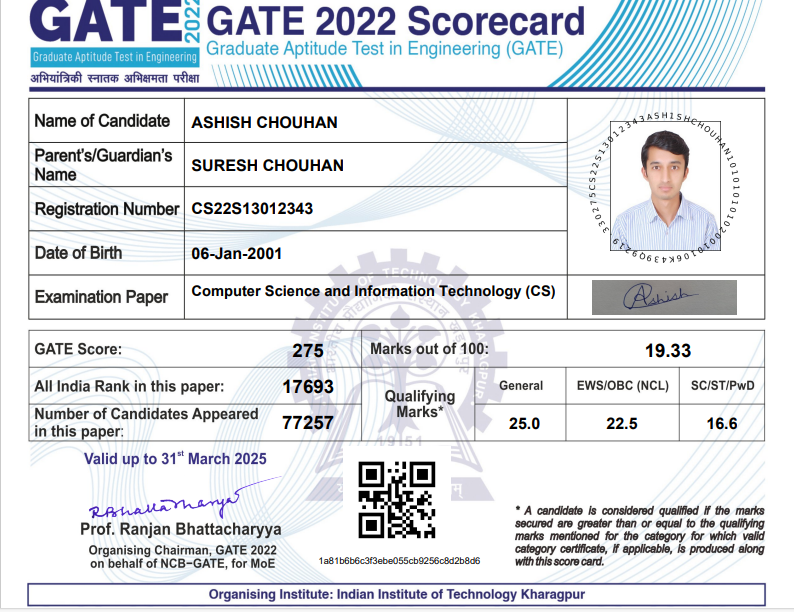 GATE 2022
GATE 2022 Scorecard
Graduate Aptitude Test in Engineering
Graduate Aptitude Test in Engineering (GATE)
अभियांत्रिकी स्नातक अभिक्षमता परीक्षा
Name of Candidate ASHISH CHOUHAN
Parent's/Guardian's Name SURESH CHOUHAN
Registration Number CS22S13012343
Date of Birth 06-Jan-2001
Examination Paper Computer Science and Information Technology (CS)
Ashish
GATE Score: 275 Marks out of 100: 19.33
All India Rank in this paper: 17693
Number of Candidates Appeared
in this paper: 77257
Qualifying
Marks*
General EWS/OBC (NCL) SC/ST/PwD
25.0 22.5 16.6
1951
Valid up to 31st March 2025
RBhattacharyya
Prof. Ranjan Bhattacharyya
Organising Chairman, GATE 2022
on behalf of NCB-GATE, for MoE
1a81b6b6c3f3ebe055cb9256c8d2b8d6
* A candidate is considered qualified if the marks
secured are greater than or equal to the qualifying
marks mentioned for the category for which valid
category certificate, if applicable, is produced along
with this score card.
Organising Institute: Indian Institute of Technology Kharagpur